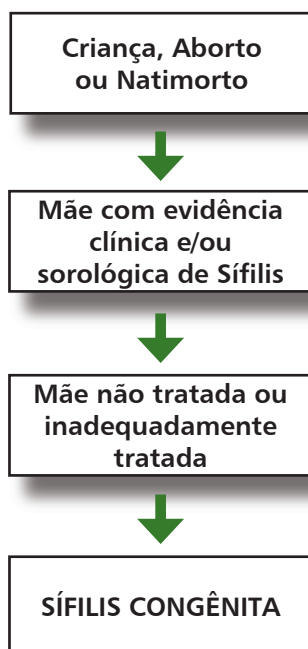 Criança, Aborto
ou Natimorto
Mãe com evidência
clínica e/ou
sorológica de Sífilis
Mãe não tratada ou
inadequadamente
tratada
SÍFILIS CONGÊNITA